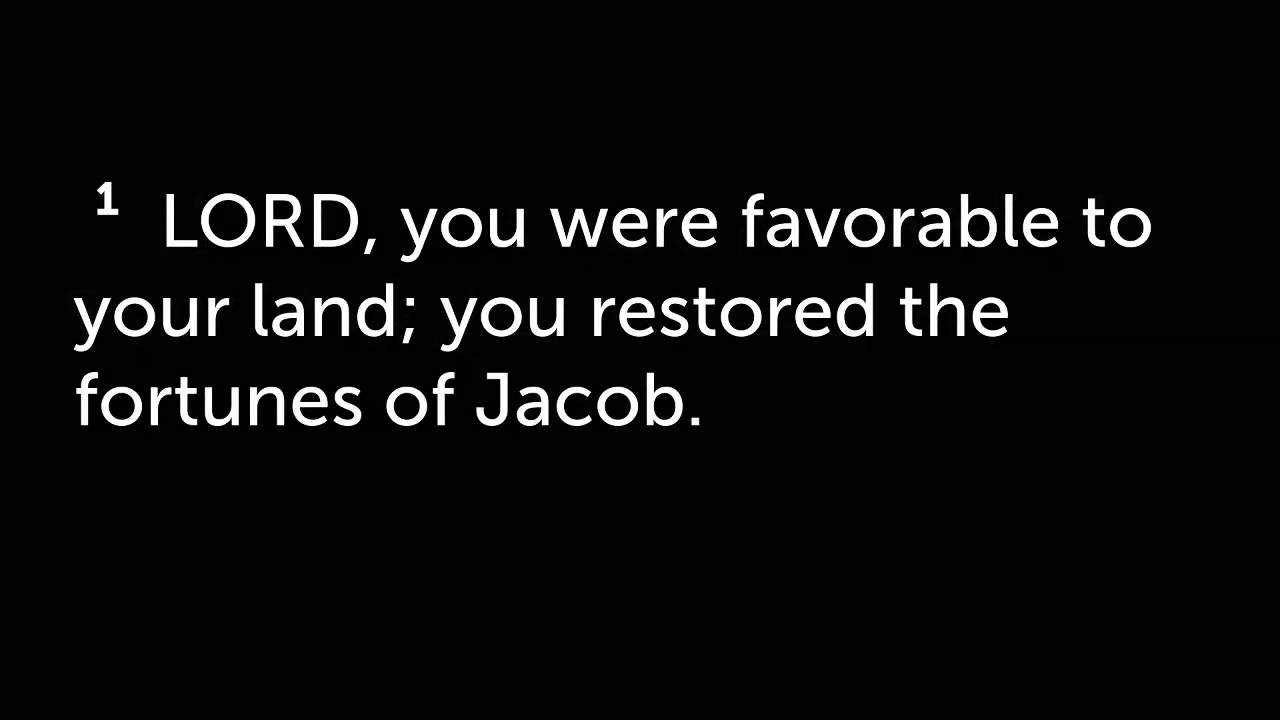 ¹ LORD, you were favorable to
your land; you restored the
fortunes of Jacob.